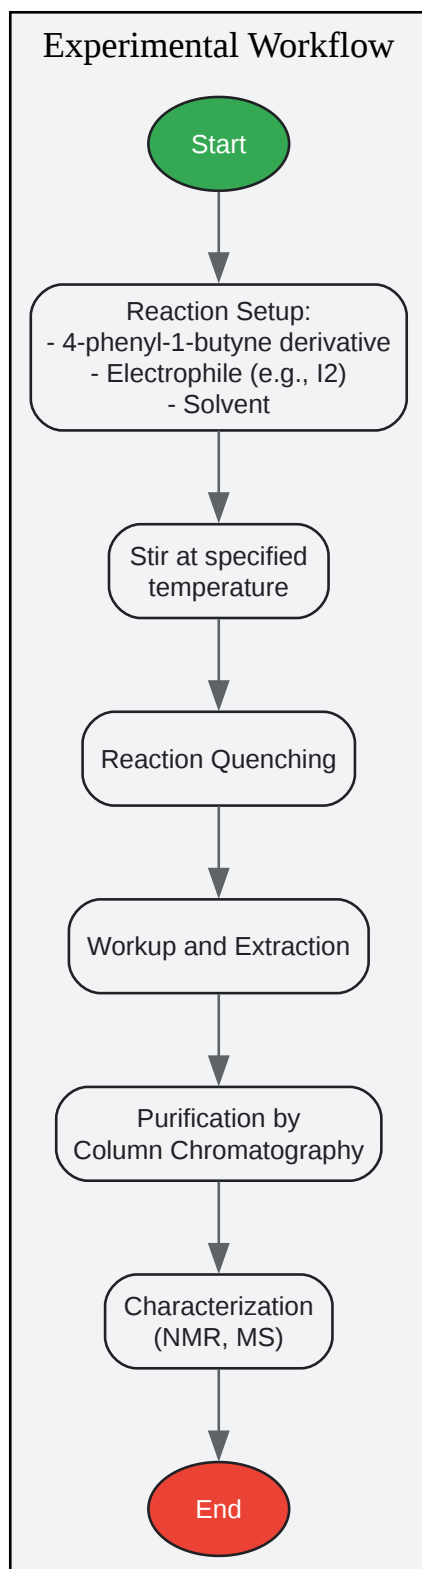 Experimental Workflow
Start
Reaction Setup:
- 4-phenyl-1-butyne derivative
- Electrophile (e.g., I2)
- Solvent
Stir at specified
temperature
Reaction Quenching
Workup and Extraction
Purification by
Column Chromatography
Characterization
(NMR, MS)
End